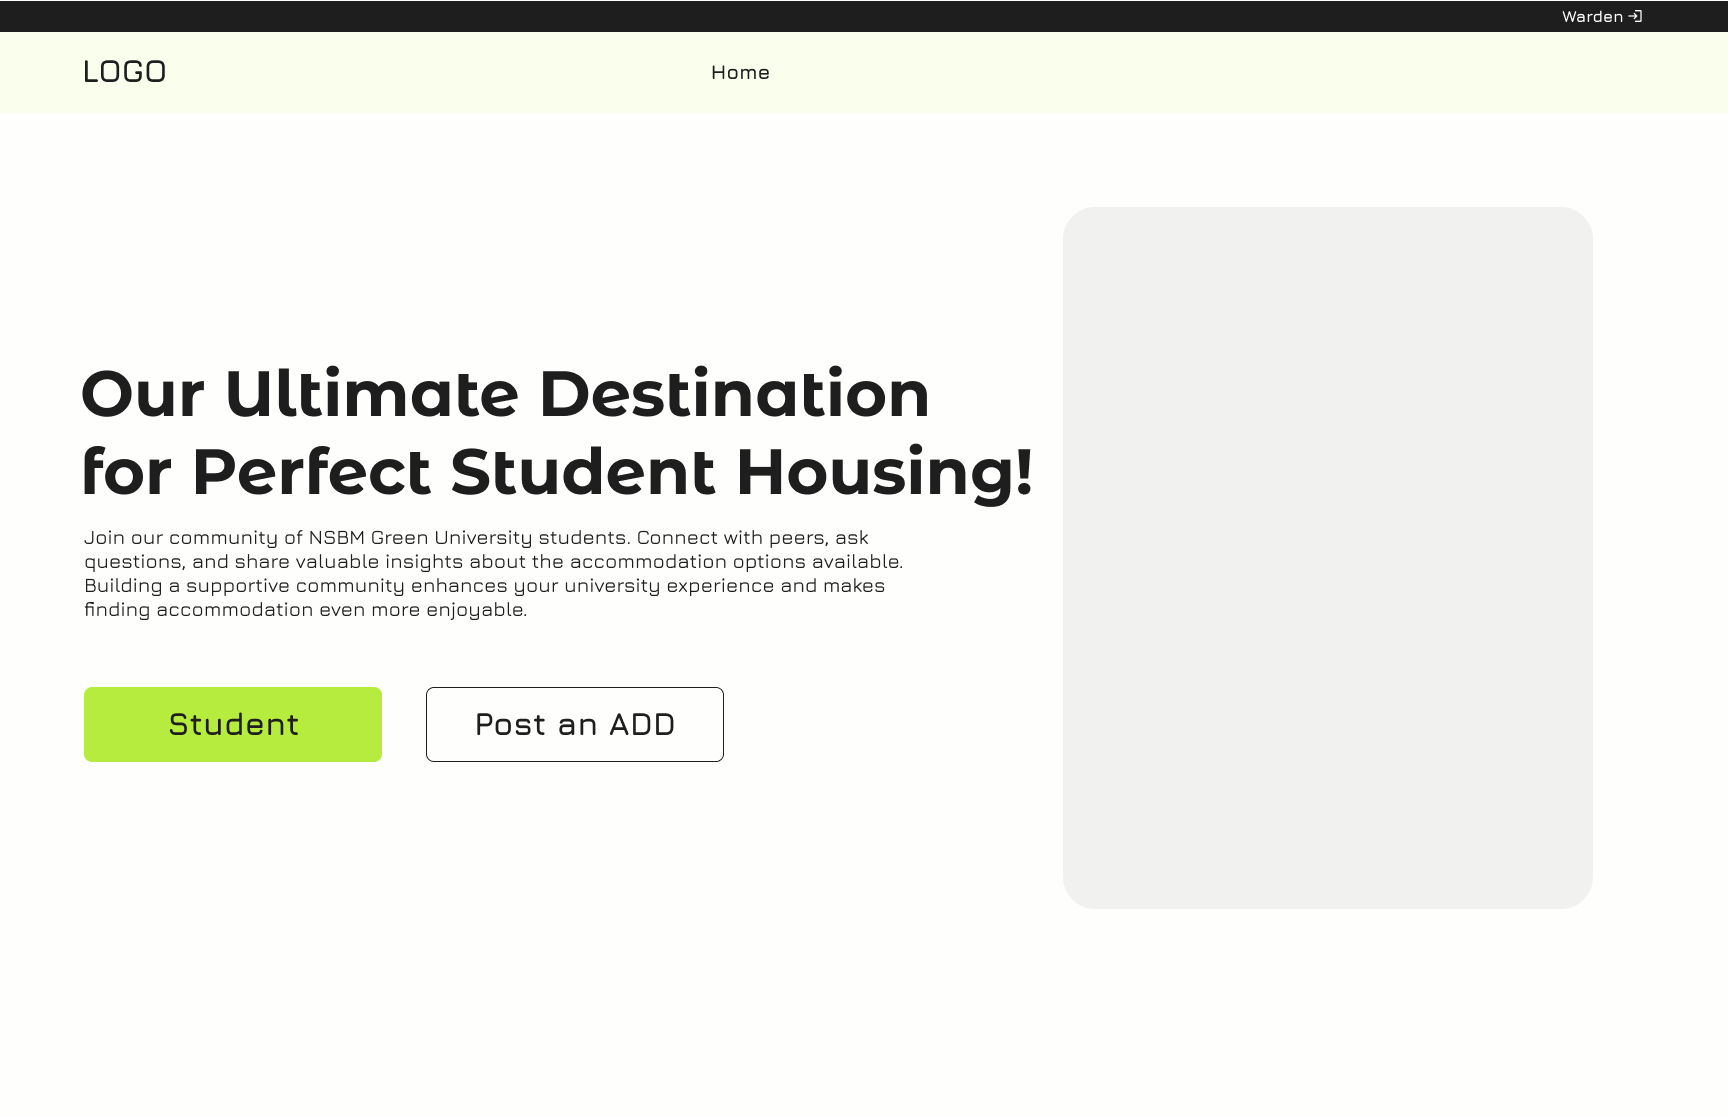 Warden
LOGO
Home
Our Ultimate Destination
for Perfect Student Housing!
Join our community of NSBM Green University students. Connect with peers, ask
questions, and share valuable insights about the accommodation options available.
Building a supportive community enhances your university experience and makes
finding accommodation even more enjoyable.
Student
Post an ADD